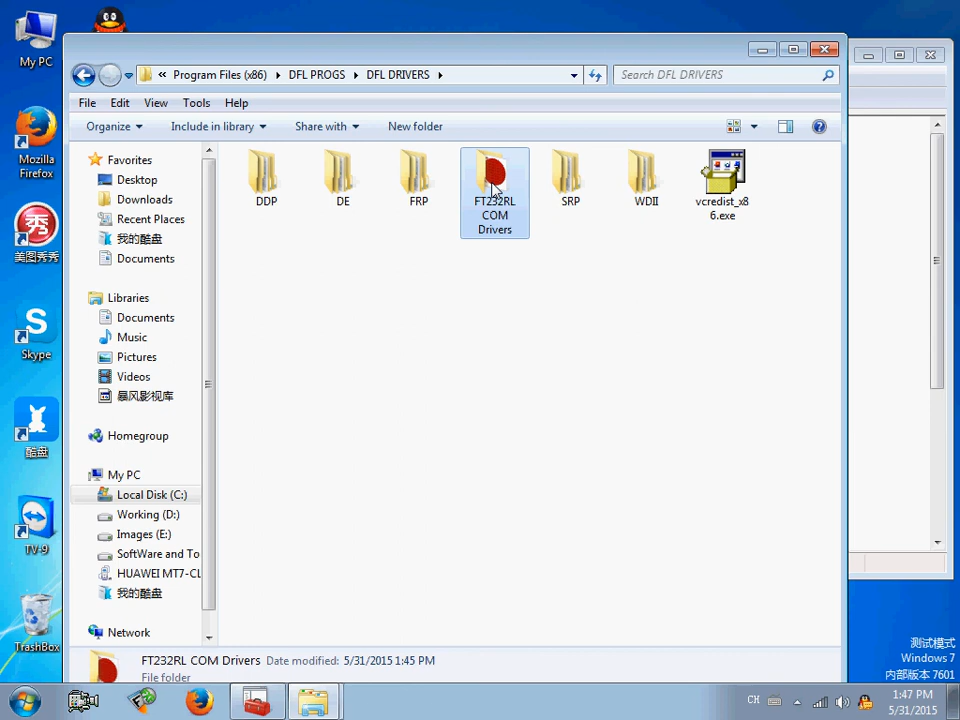 My PC
Mozilla
Firefox
秀
美图秀秀
S
Skype
酷盘
TV-9
TrashBox
« Program Files (x86) DFL PROGS DFL DRIVERS
Search DFL DRIVERS
File Edit View Tools Help
Organize Include in library Share with New folder
Favorites
Desktop
Downloads
Recent Places
我的酷盘
Documents
Libraries
Documents
Music
Pictures
Videos
暴风影视库
Homegroup
My PC
Local Disk (C:)
Working (D:)
Images (E:)
SoftWare and To
HUAWEI MT7-CL
我的酷盘
Network
DDP
DE
FRP
FT232RL
COM
Drivers
SRP
WDII
vcredist_x8
6.exe
FT232RL COM Drivers Date modified: 5/31/2015 1:45 PM
File folder
测试模式
Windows 7
内部版本 7601
CH
1:47 PM
5/31/2015